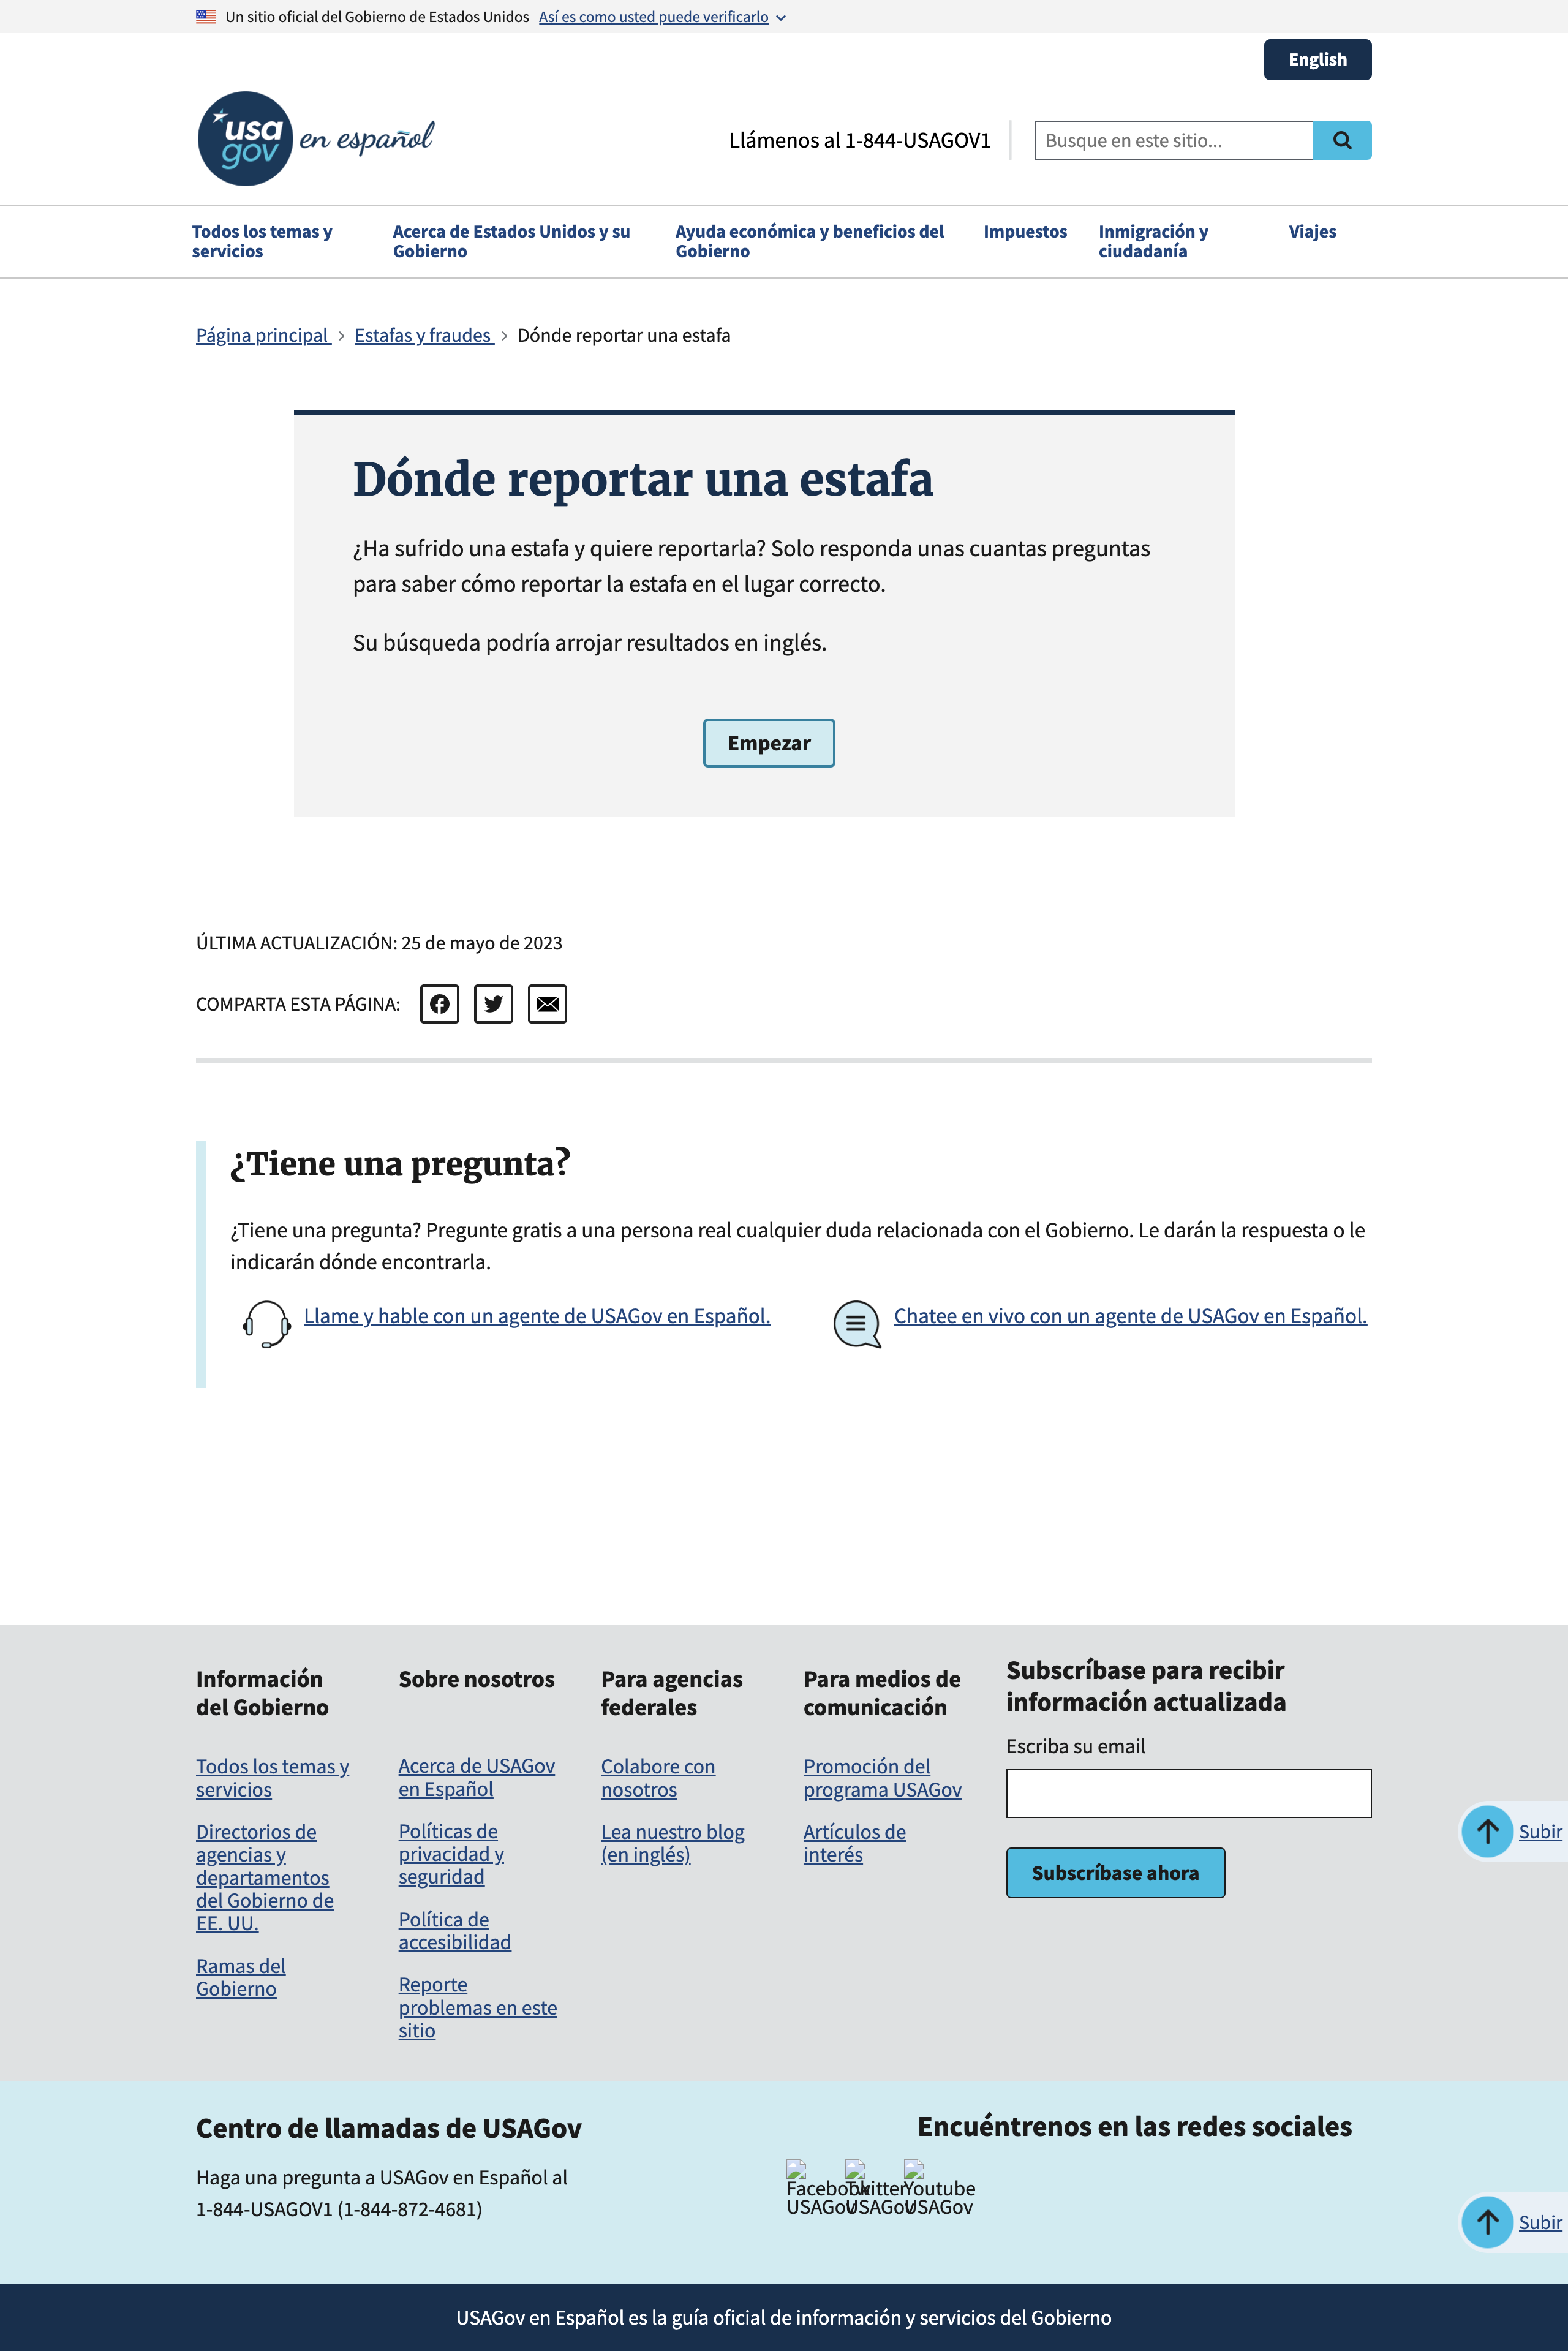 Un sitio oficial del Gobierno de Estados Unidos Así es como usted puede verificarlo
English
usa gov en español
Llámenos al 1-844-USAGOV1
Busque en este sitio...
Todos los temas y
servicios
Acerca de Estados Unidos y su
Gobierno
Ayuda económica y beneficios del
Gobierno
Impuestos
Inmigración y
ciudadanía
Viajes
Página principal > Estafas y fraudes > Dónde reportar una estafa
Dónde reportar una estafa
¿Ha sufrido una estafa y quiere reportarla? Solo responda unas cuantas preguntas
para saber cómo reportar la estafa en el lugar correcto.
Su búsqueda podría arrojar resultados en inglés.
Empezar
ÚLTIMA ACTUALIZACIÓN: 25 de mayo de 2023
COMPARTA ESTA PÁGINA:
¿Tiene una pregunta?
¿Tiene una pregunta? Pregunte gratis a una persona real cualquier duda relacionada con el Gobierno. Le darán la respuesta o le
indicarán dónde encontrarla.
Llame y hable con un agente de USAGov en Español.
Chatee en vivo con un agente de USAGov en Español.
Información
del Gobierno
Todos los temas y
servicios
Directorios de
agencias y
departamentos
del Gobierno de
EE. UU.
Ramas del
Gobierno
Sobre nosotros
Acerca de USAGov
en Español
Políticas de
privacidad y
seguridad
Política de
accesibilidad
Reporte
problemas en este
sitio
Para agencias
federales
Colabore con
nosotros
Lea nuestro blog
(en inglés)
Para medios de
comunicación
Promoción del
programa USAGov
Artículos de
interés
Subscríbase para recibir
información actualizada
Escriba su email
Subscríbase ahora
Subir
Centro de llamadas de USAGov
Haga una pregunta a USAGov en Español al
1-844-USAGOV1 (1-844-872-4681)
Encuéntrenos en las redes sociales
Facebook
USAGov
Twitter
USAGov
Youtube
USAGov
Subir
USAGov en Español es la guía oficial de información y servicios del Gobierno